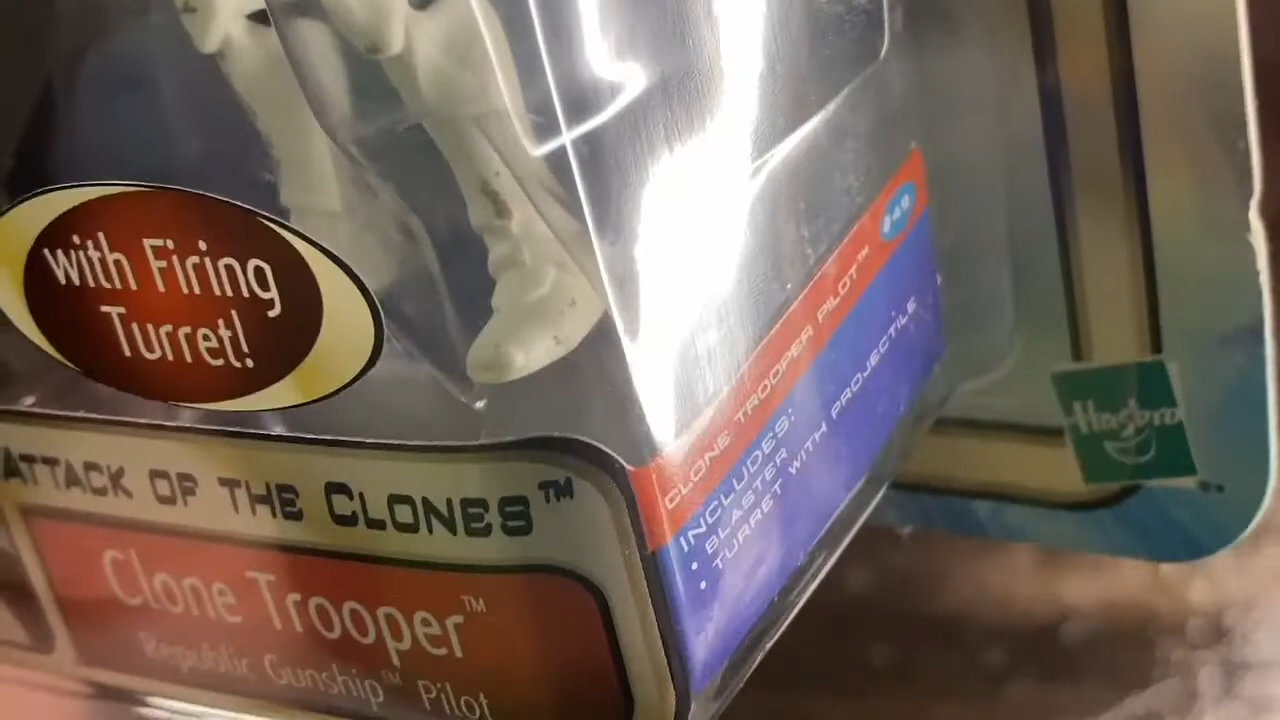 with Firing
Turret!
ATTACK OF THE CLONES™
Clone Trooper™
Republic Gunship™ Pilot
CLONE TROOPER PILOT™ #49
INCLUDES:
• BLASTER
• TURRET WITH PROJECTILE
Hasbro